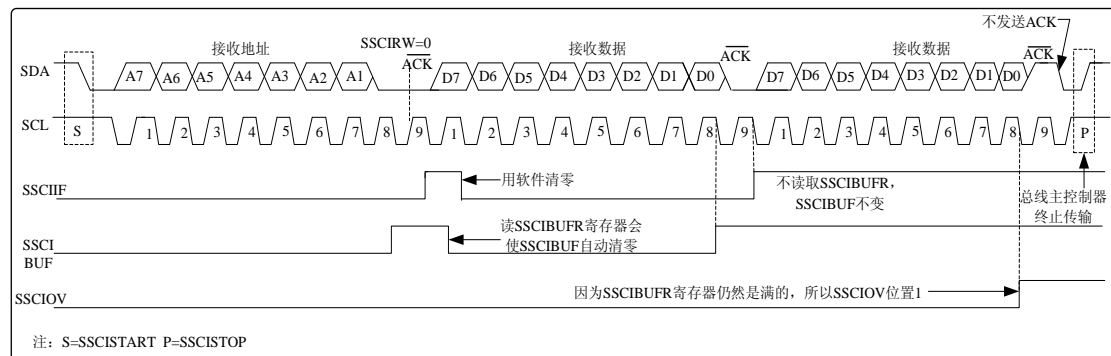 不发送ACK
接收地址
SSCIRW=0
接收数据
接收数据
ACK
ACK
ACK
SDA
A7 A6 A5 A4 A3 A2 A1
D7 D6 D5 D4 D3 D2 D1 D0
D7 D6 D5 D4 D3 D2 D1 D0
SCL
S
1 2 3 4 5 6 7 8 9
1 2 3 4 5 6 7 8 9
1 2 3 4 5 6 7 8 9
P
SSCIIF
用软件清零
不读取SSCIBUFR，
SSCIBUF不变
总线主控制器
终止传输
SSCI
BUF
读SSCIBUFR寄存器会
使SSCIBUF自动清零
SSCIOV
因为SSCIBUFR寄存器仍然是满的，所以SSCIOV位置1
注：S=SSCISTART P=SSCISTOP